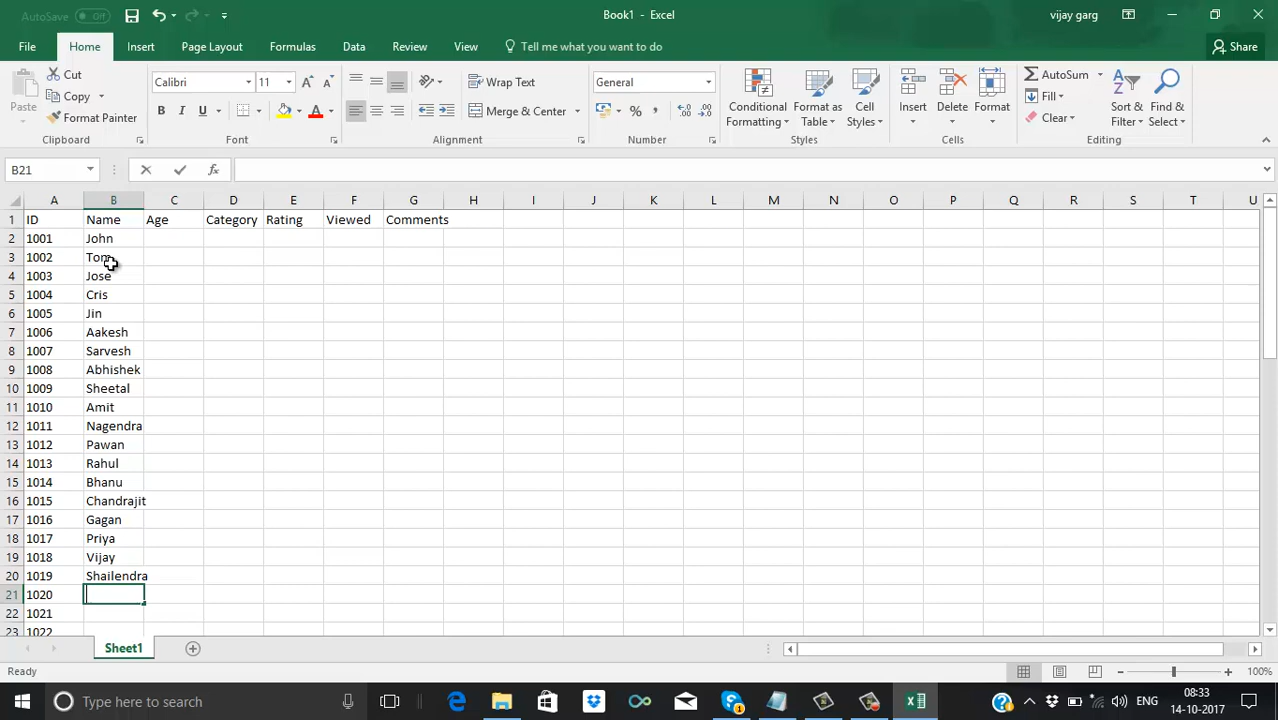 AutoSave Off Book1 - Excel vijay garg
File Home Insert Page Layout Formulas Data Review View Tell me what you want to do Share
Paste Cut Copy Format Painter Clipboard
Calibri 11 B I U A A A Font
Wrap Text Merge & Center Alignment
General % , .0 .00 Number
Conditional Formatting Format as Table Cell Styles Styles
Insert Delete Format Cells
AutoSum Fill Clear Sort & Filter Find & Select Editing
B21 fx
A B C D E F G H I J K L M N O P Q R S T U
1 ID Name Age Category Rating Viewed Comments
2 1001 John
3 1002 Tom
4 1003 Jose
5 1004 Cris
6 1005 Jin
7 1006 Aakesh
8 1007 Sarvesh
9 1008 Abhishek
10 1009 Sheetal
11 1010 Amit
12 1011 Nagendra
13 1012 Pawan
14 1013 Rahul
15 1014 Bhanu
16 1015 Chandrajit
17 1016 Gagan
18 1017 Priya
19 1018 Vijay
20 1019 Shailendra
21 1020
22 1021
23 1022
Sheet1
Ready 100%
Type here to search ENG 08:33
14-10-2017